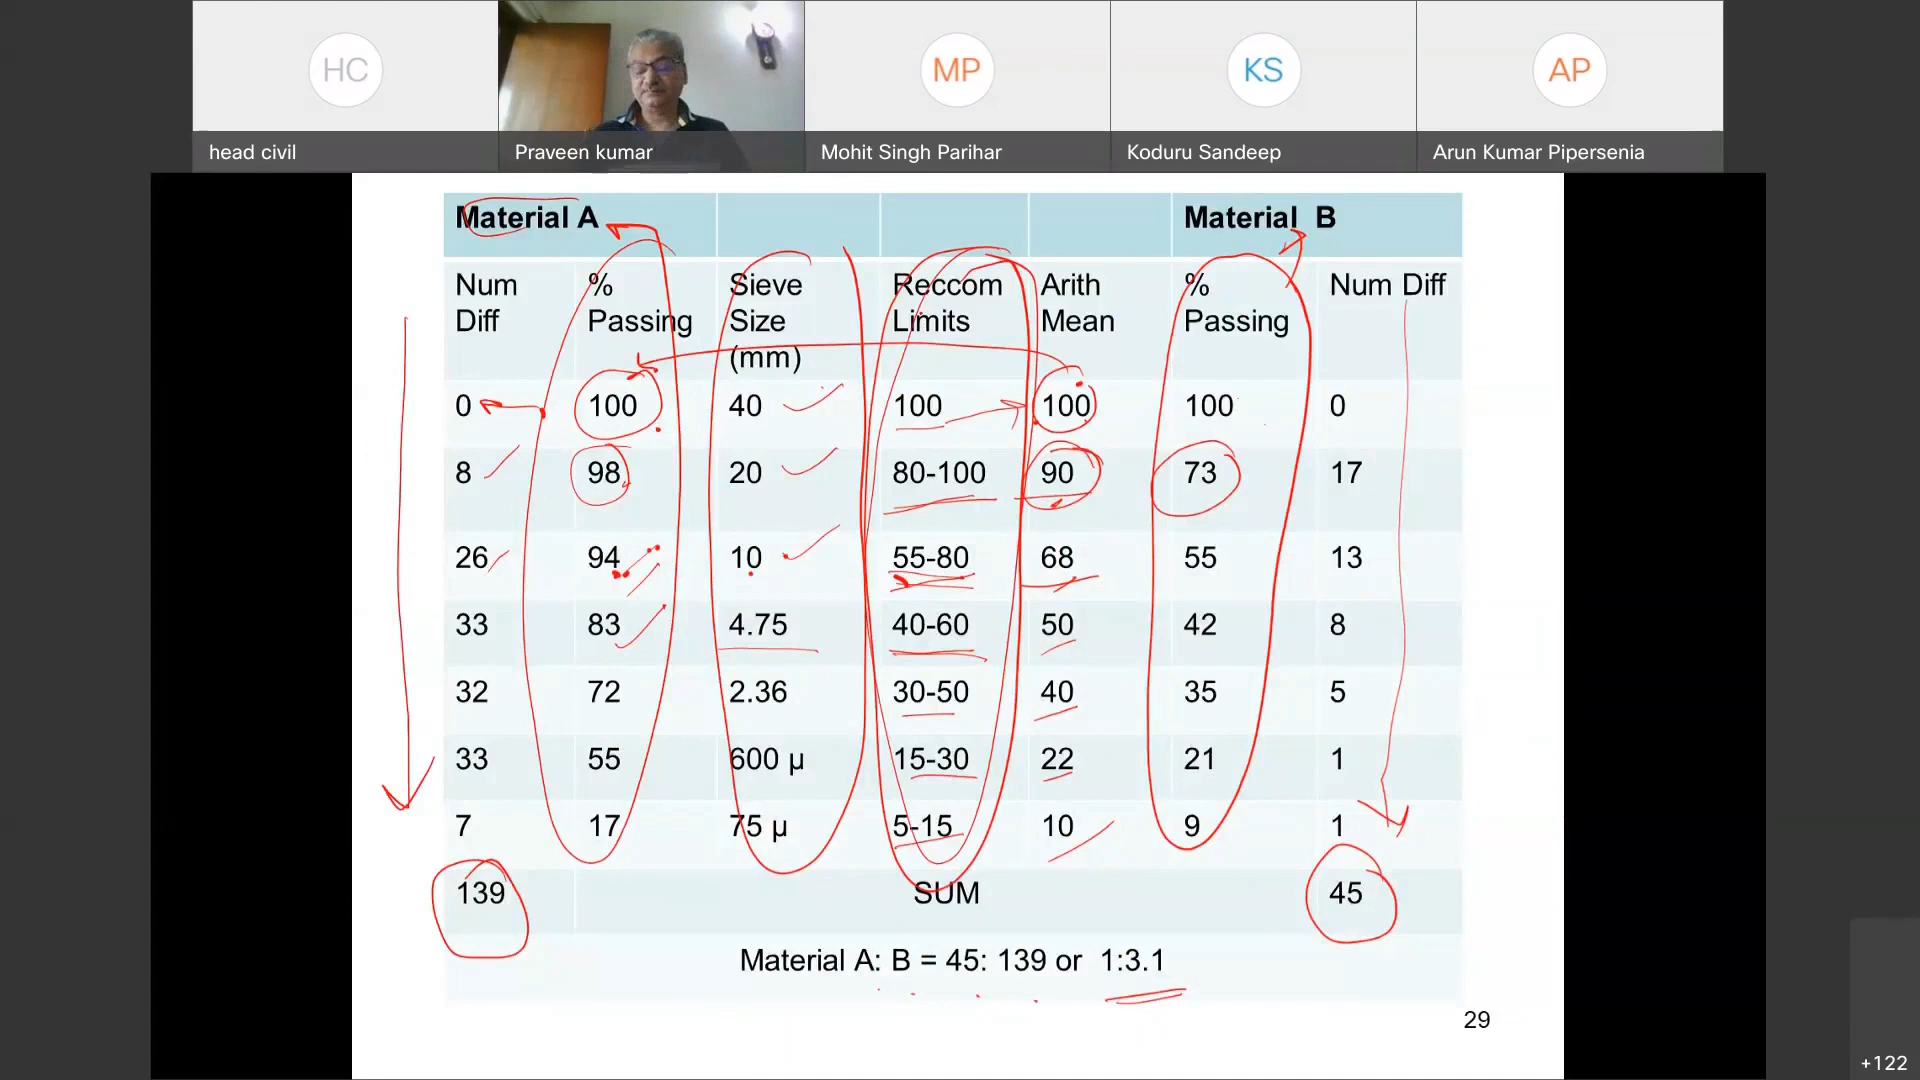 HC
MP
KS
AP
head civil
Praveen kumar
Mohit Singh Parihar
Koduru Sandeep
Arun Kumar Pipersenia
Material A Material B
Num Diff % Passing Sieve Size (mm) Reccom Limits Arith Mean % Passing Num Diff
0 100 40 100 100 100 0
8 98 20 80-100 90 73 17
26 94 10 55-80 68 55 13
33 83 4.75 40-60 50 42 8
32 72 2.36 30-50 40 35 5
33 55 600 µ 15-30 22 21 1
7 17 75 µ 5-15 10 9 1
139 SUM 45
Material A: B = 45: 139 or 1:3.1
29
+122